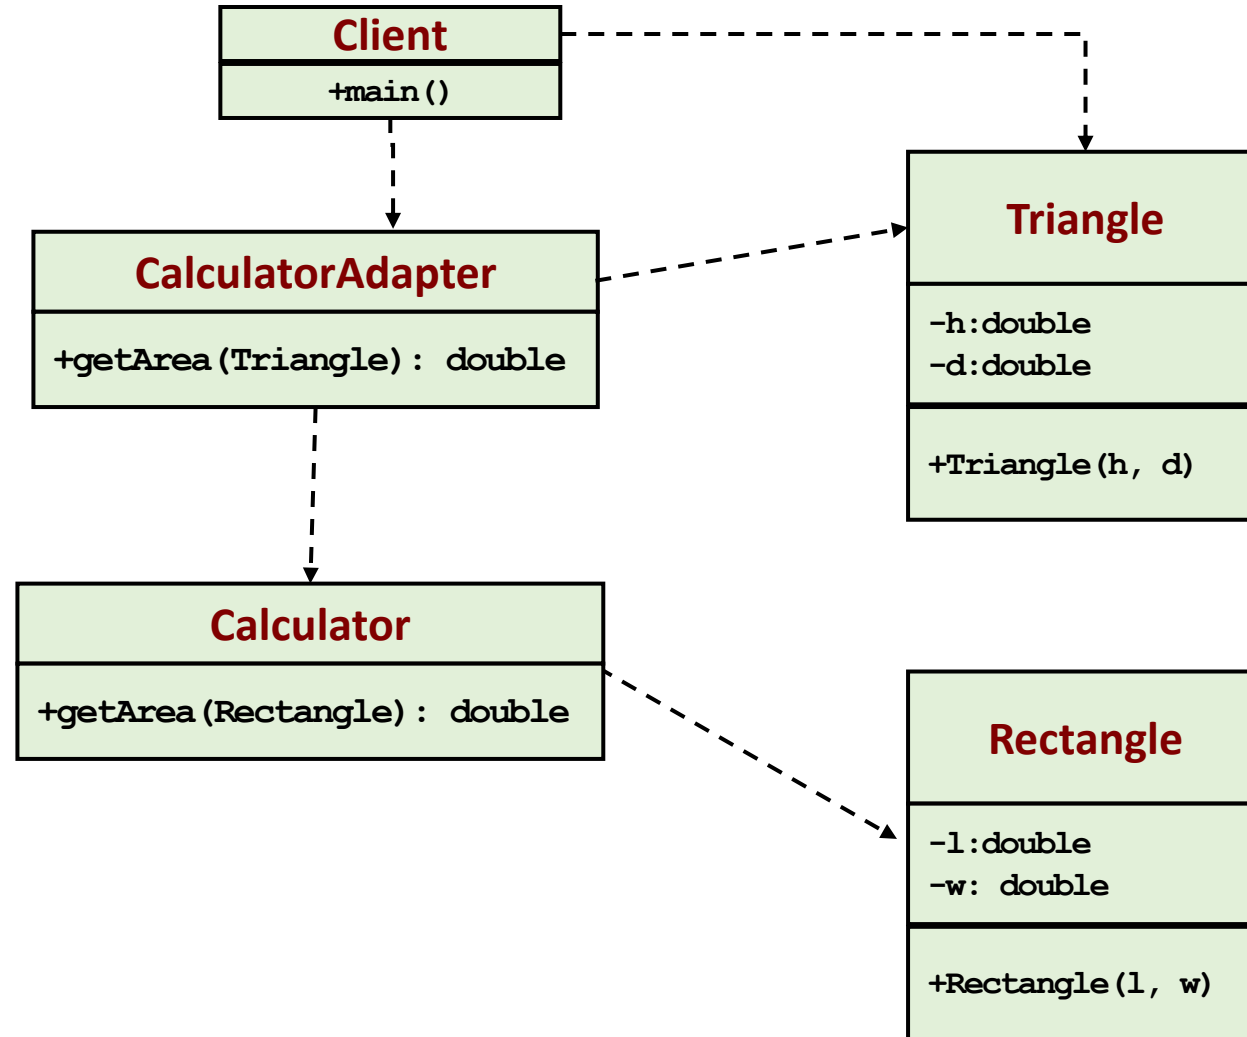 Client
+main()
Triangle
-h:double
-d:double
+Triangle(h, d)
CalculatorAdapter
+getArea(Triangle): double
Calculator
+getArea(Rectangle): double
Rectangle
-l:double
-w: double
+Rectangle(l, w)